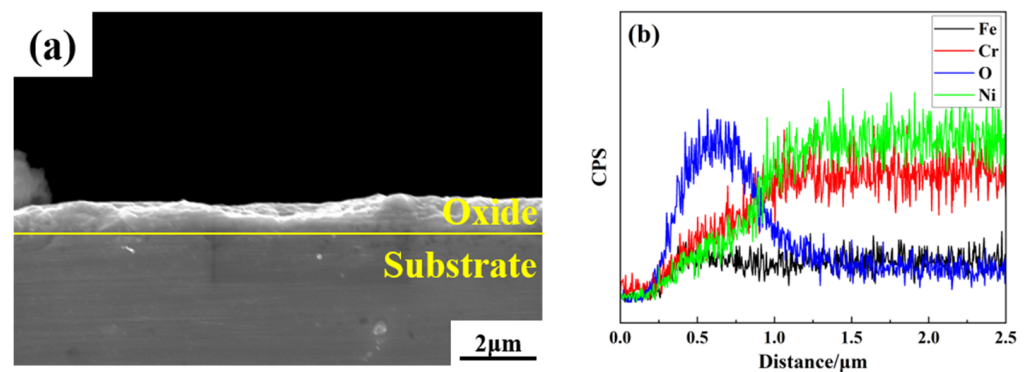 (a)
Oxide
Substrate
2μm
(b)
Fe
Cr
O
Ni
CPS
0.0 0.5 1.0 1.5 2.0 2.5
Distance/μm